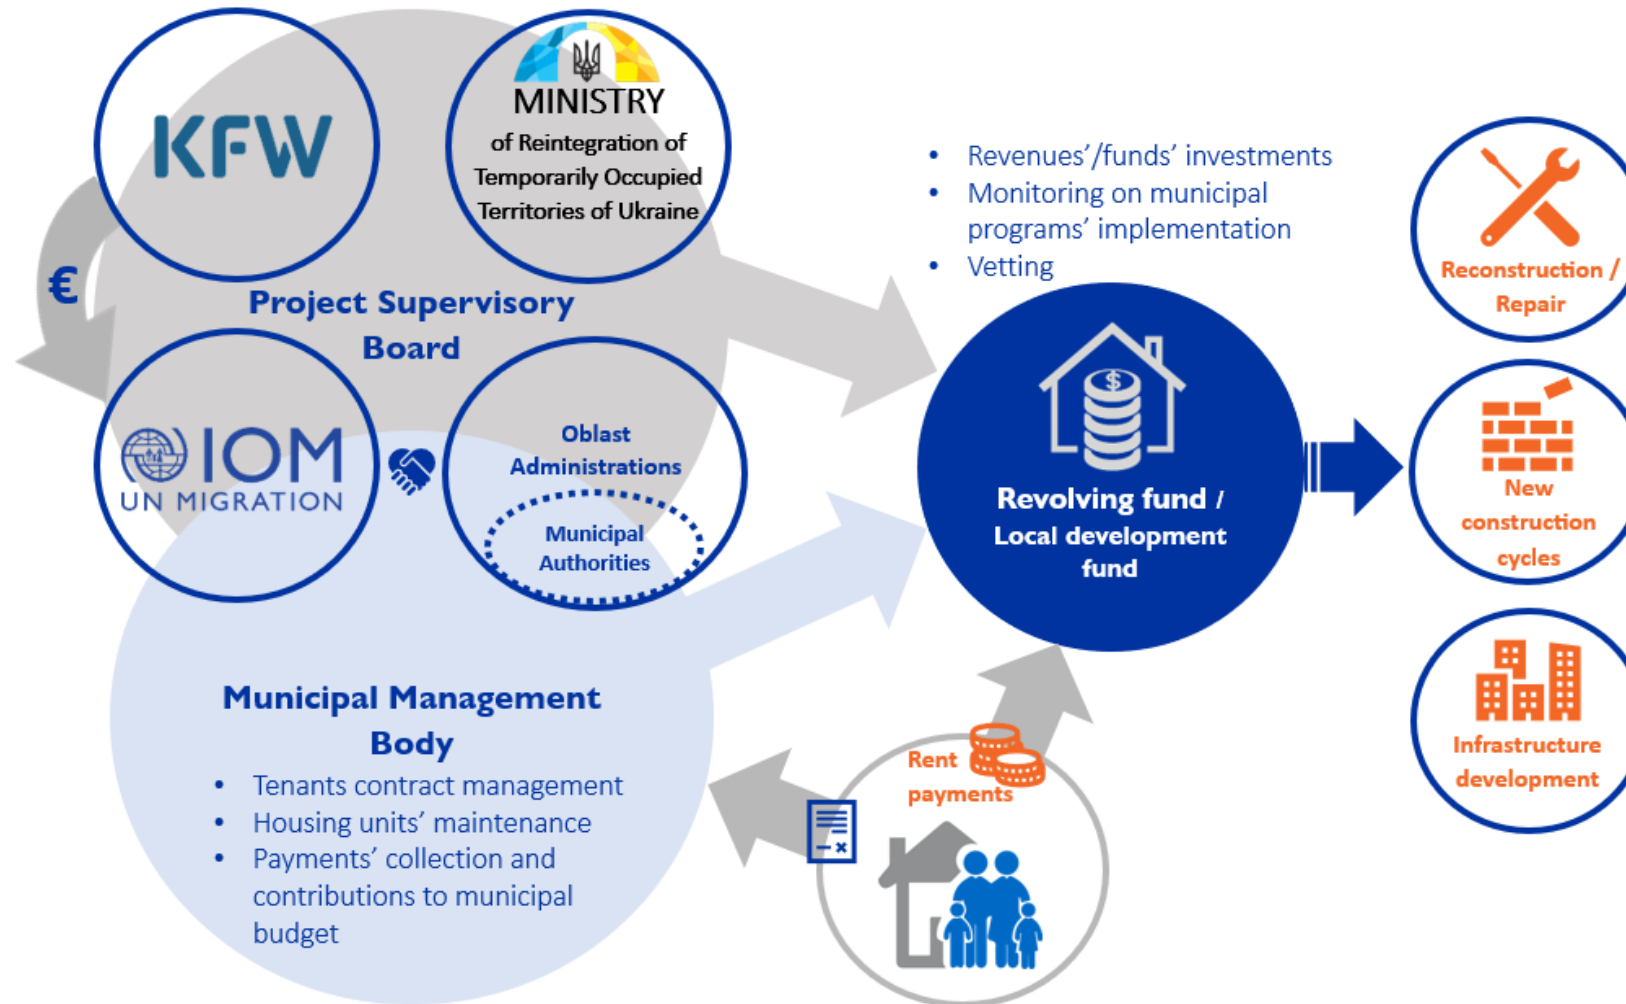 KFW
MINISTRY
of Reintegration of
Temporarily Occupied
Territories of Ukraine
€
Project Supervisory
Board
IOM
UN MIGRATION
Oblast
Administrations
Municipal
Authorities
Municipal Management
Body
• Tenants contract management
• Housing units’ maintenance
• Payments’ collection and
contributions to municipal
budget
• Revenues’/funds’ investments
• Monitoring on municipal
programs’ implementation
• Vetting
$
Revolving fund /
Local development
fund
Rent
payments
Reconstruction /
Repair
New
construction
cycles
Infrastructure
development